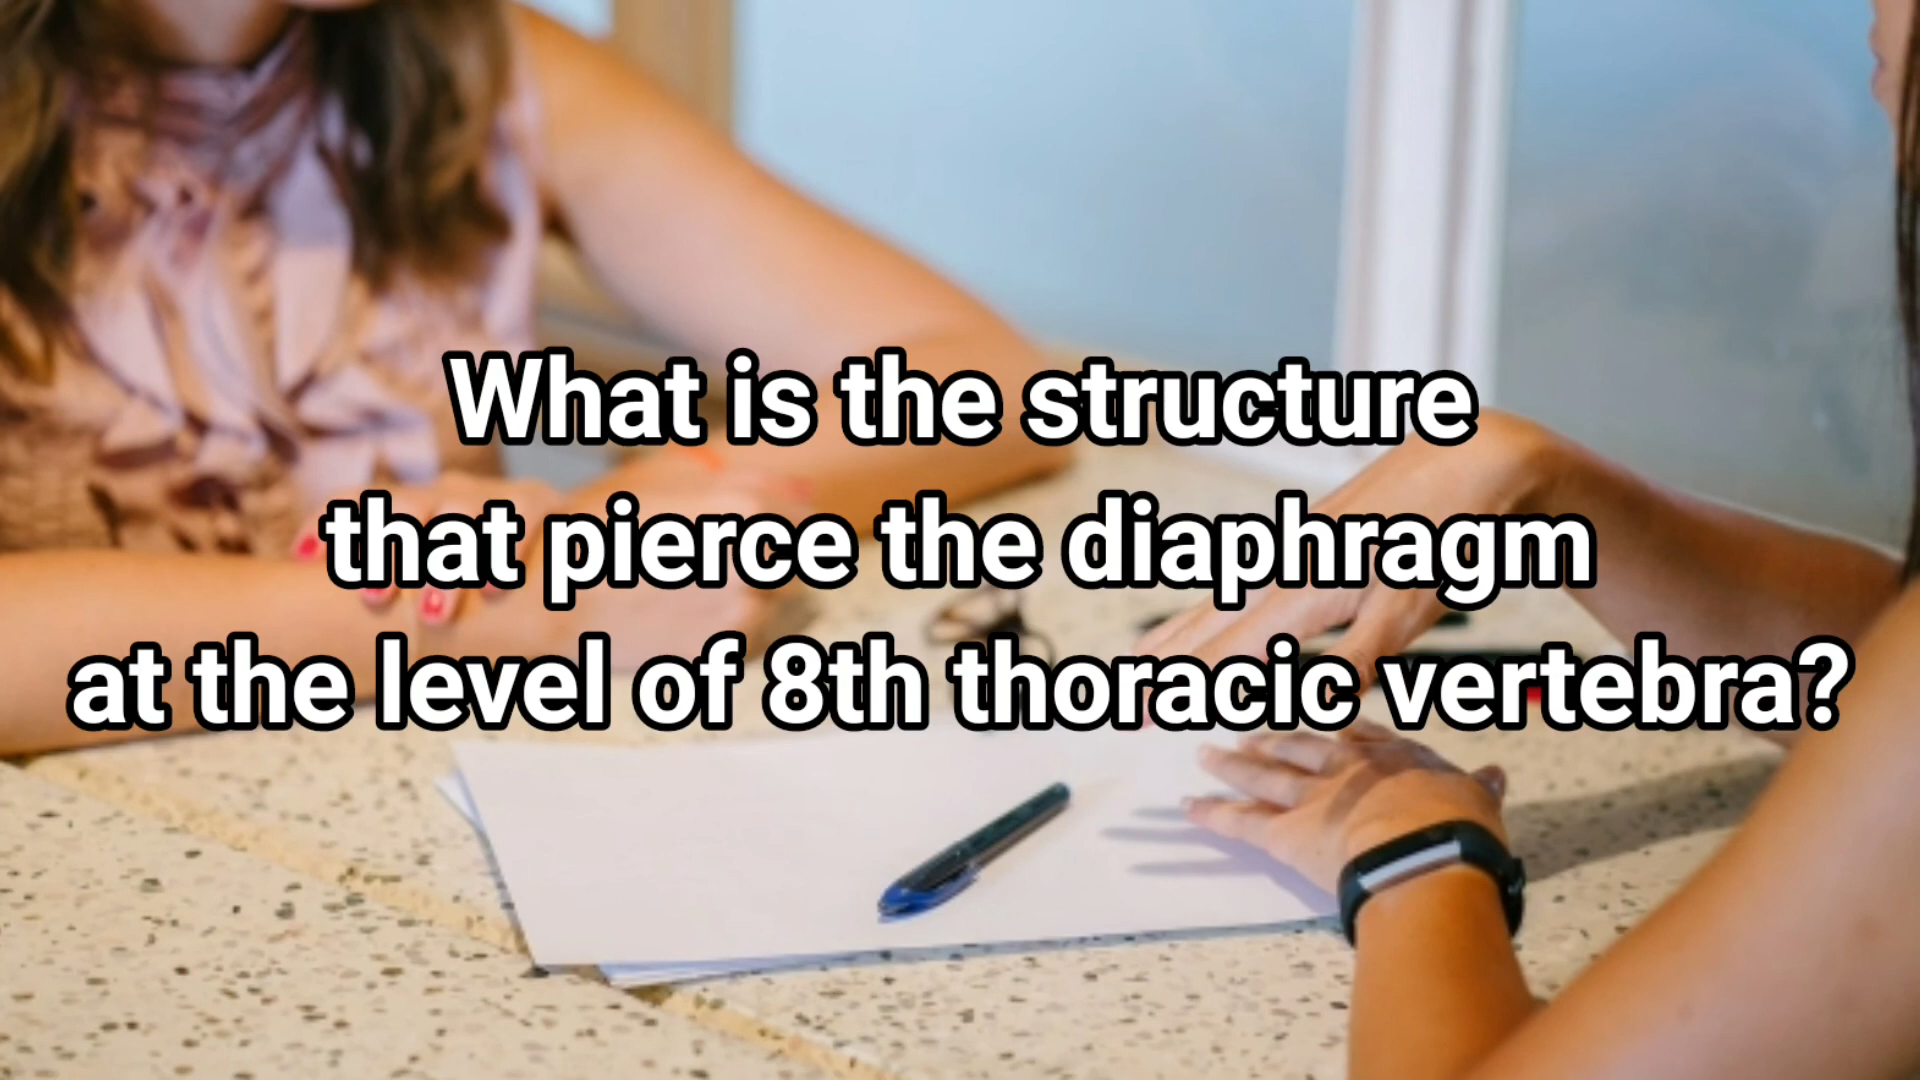 What is the structure
that pierce the diaphragm
at the level of 8th thoracic vertebra?